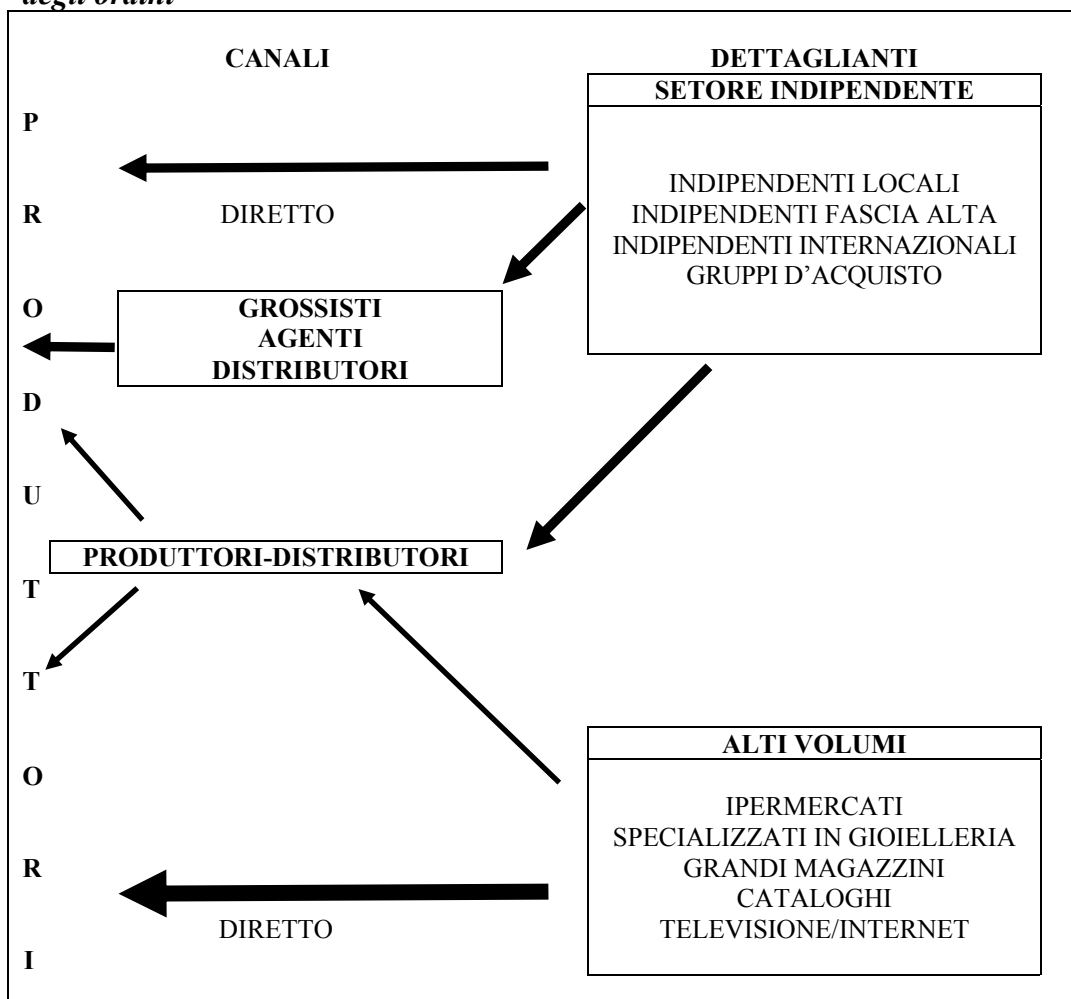 degli ordini
CANALI
DETTAGLIANTI
SETORE INDIPENDENTE
P
R
O
D
U
T
T
O
R
I
DIRETTO
INDIPENDENTI LOCALI
INDIPENDENTI FASCIA ALTA
INDIPENDENTI INTERNAZIONALI
GRUPPI D’ACQUISTO
GROSSISTI
AGENTI
DISTRIBUTORI
PRODUTTORI-DISTRIBUTORI
ALTI VOLUMI
IPERMERCATI
SPECIALIZZATI IN GIOIELLERIA
GRANDI MAGAZZINI
CATALOGHI
TELEVISIONE/INTERNET
DIRETTO